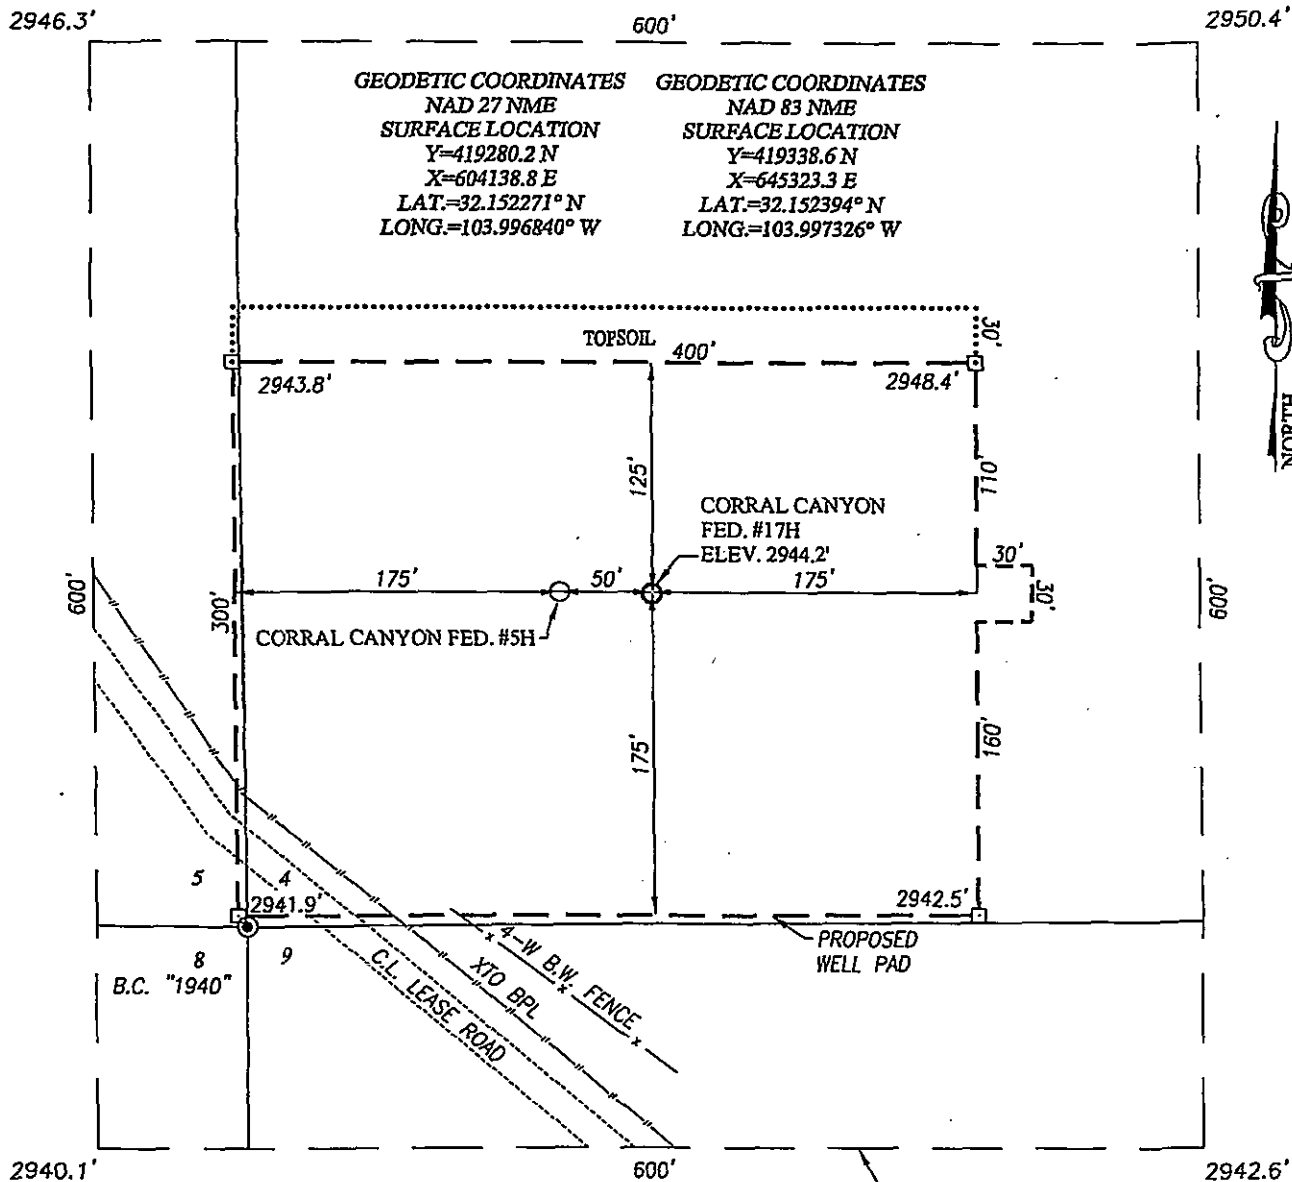 2946.3'
600'
2950.4'
GEODETIC COORDINATES
NAD 27 NME
SURFACE LOCATION
Y=419280.2 N
X=604138.8 E
LAT.=32.152271° N
LONG.=103.996840° W
GEODETIC COORDINATES
NAD 83 NME
SURFACE LOCATION
Y=419338.6 N
X=645323.3 E
LAT.=32.152394° N
LONG.=103.997326° W
NORTH
TOPSOIL
400'
30'
2943.8'
2948.4'
125'
110'
CORRAL CANYON
FED. #17H
ELEV. 2944.2'
30'
30'
175'
50'
175'
600'
300'
600'
CORRAL CANYON FED. #5H
175'
160'
5
4
2941.9'
2942.5'
PROPOSED
WELL PAD
8
9
B.C. "1940"
4-W B.W. FENCE
XTO BPL
C.L. LEASE ROAD
2940.1'
600'
2942.6'